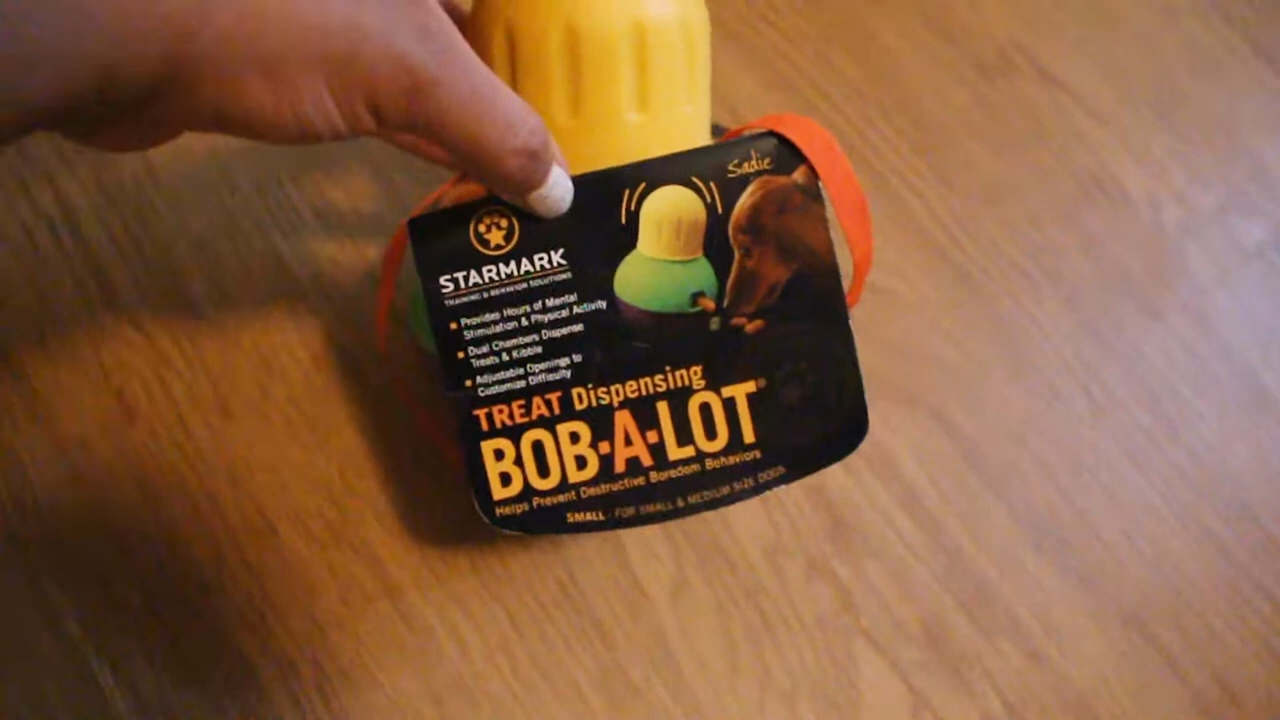 Sadie
STARMARK
TRAINING & BEHAVIOR SOLUTIONS
Provides Hours of Mental
Stimulation & Physical Activity
Dual Chambers Dispense
Treats & Kibble
Adjustable Openings to
Customize Difficulty
TREAT Dispensing
BOB·A·LOT®
Helps Prevent Destructive Boredom Behaviors
SMALL - FOR SMALL & MEDIUM SIZE DOGS